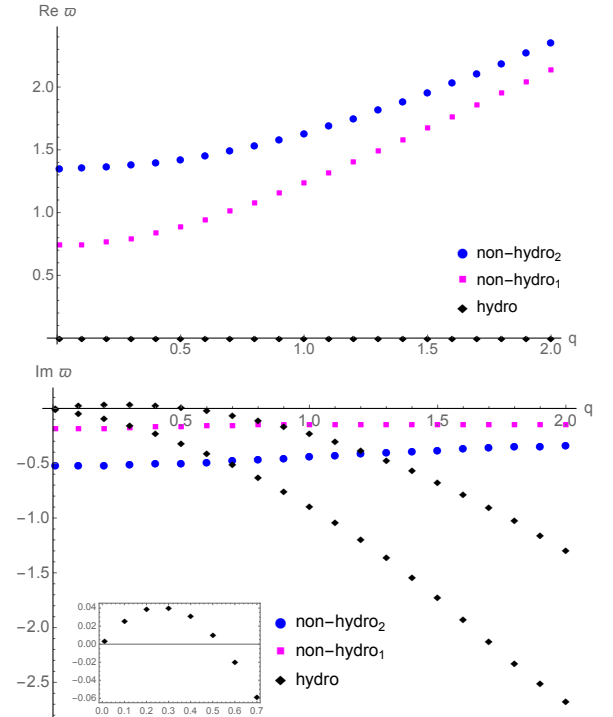 Re ϖ
2.0
1.5
1.0
0.5
non-hydro₂
non-hydro₁
hydro
0.5 1.0 1.5 2.0 q
Im ϖ
0.5 1.0 1.5 2.0 q
-0.5
-1.0
-1.5
-2.0
-2.5
0.04
0.02
0.00
-0.02
-0.04
-0.06
0.0 0.1 0.2 0.3 0.4 0.5 0.6 0.7
non-hydro₂
non-hydro₁
hydro